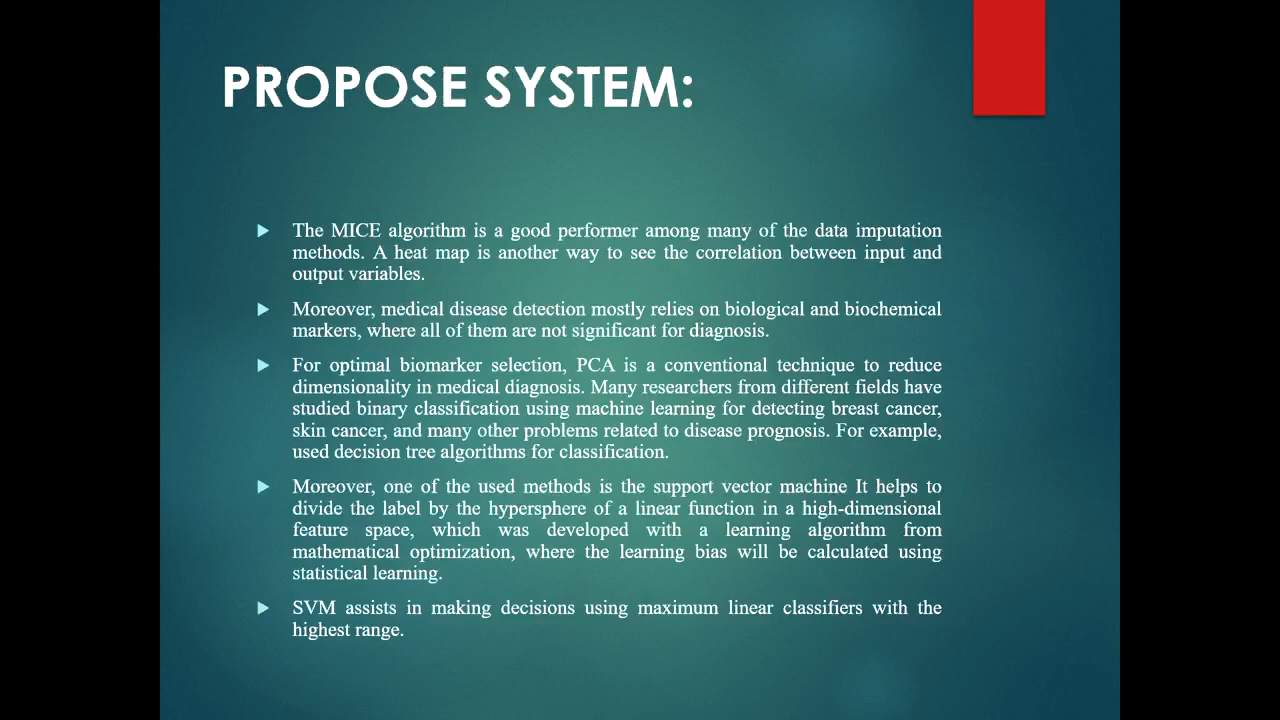 PROPOSE SYSTEM:
The MICE algorithm is a good performer among many of the data imputation
methods. A heat map is another way to see the correlation between input and
output variables.
Moreover, medical disease detection mostly relies on biological and biochemical
markers, where all of them are not significant for diagnosis.
For optimal biomarker selection, PCA is a conventional technique to reduce
dimensionality in medical diagnosis. Many researchers from different fields have
studied binary classification using machine learning for detecting breast cancer,
skin cancer, and many other problems related to disease prognosis. For example,
used decision tree algorithms for classification.
Moreover, one of the used methods is the support vector machine It helps to
divide the label by the hypersphere of a linear function in a high-dimensional
feature space, which was developed with a learning algorithm from
mathematical optimization, where the learning bias will be calculated using
statistical learning.
SVM assists in making decisions using maximum linear classifiers with the
highest range.